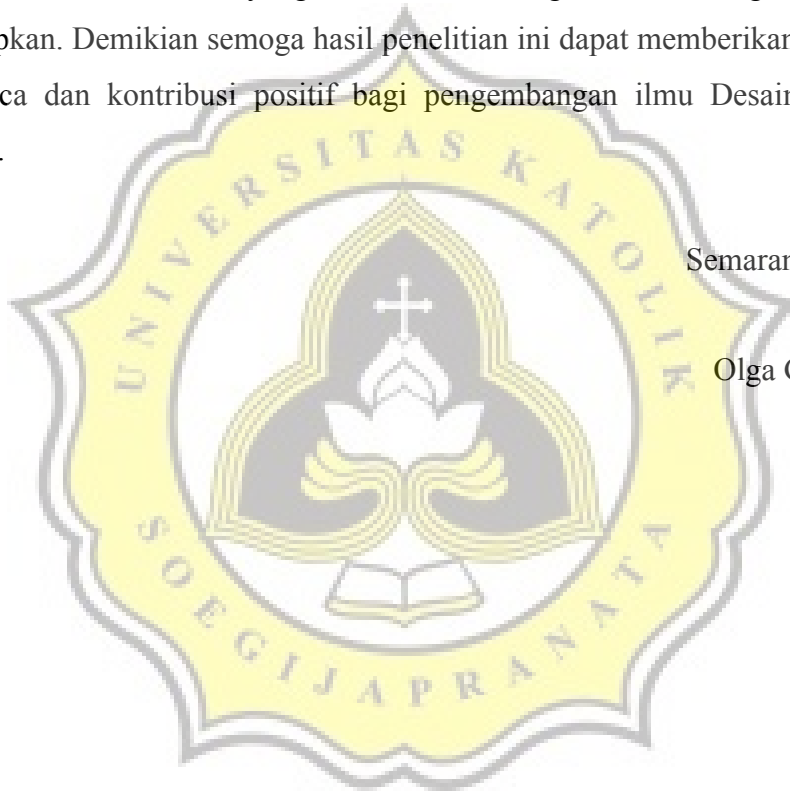 pkan. Demikian semoga hasil penelitian ini dapat memberikan
ca dan kontribusi positif bagi pengembangan ilmu Desain
Semaran
Olga
UNIVERSITAS KATOLIK
SOEGIJAPRANATA